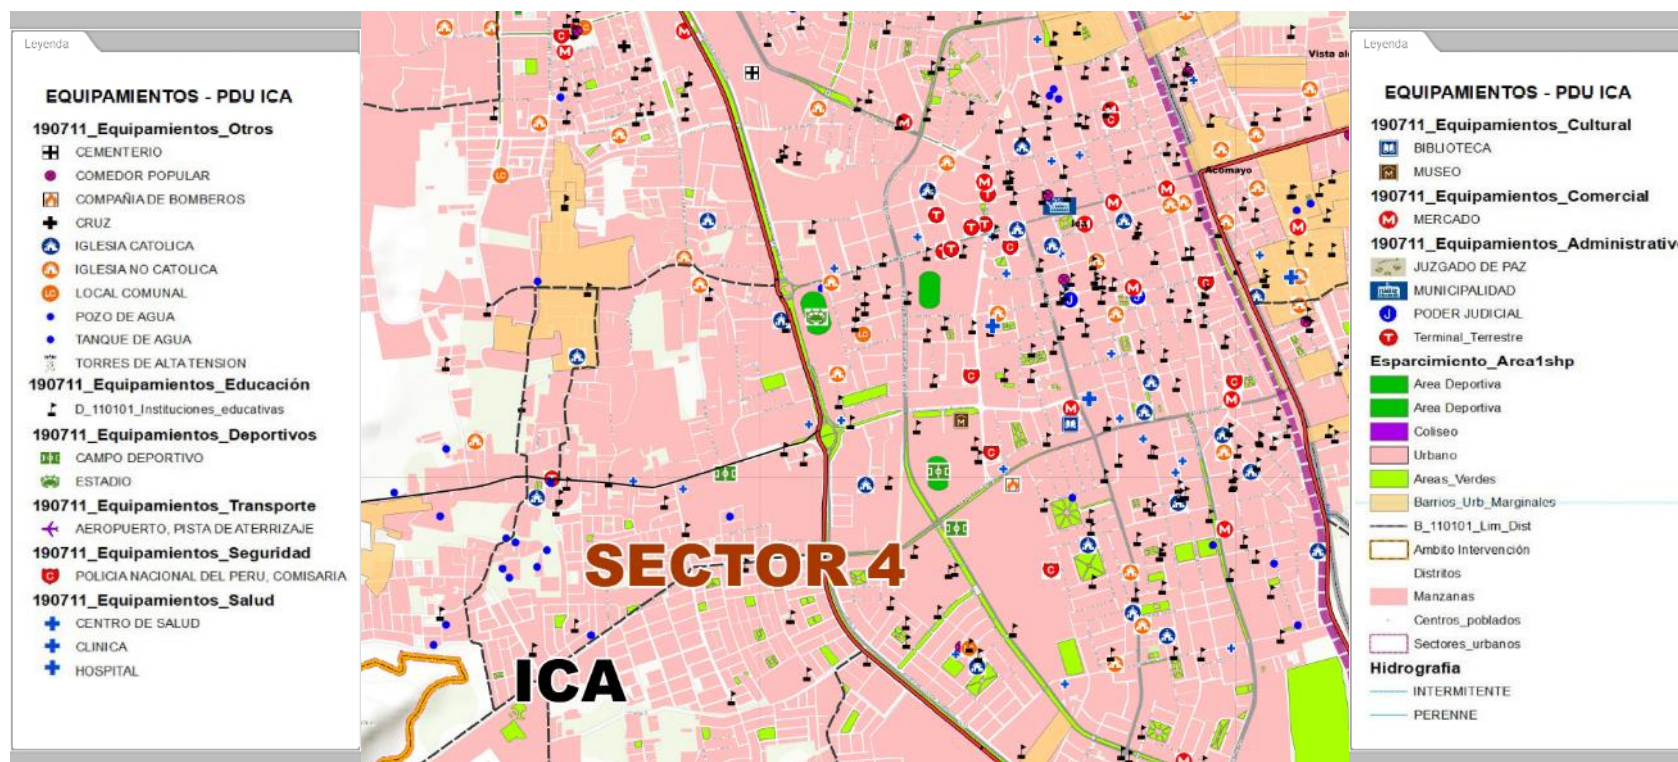 Leyenda
EQUIPAMIENTOS - PDU ICA
190711_Equipamientos_Otros
CEMENTERIO
COMEDOR POPULAR
COMPAÑIA DE BOMBEROS
CRUZ
IGLESIA CATOLICA
IGLESIA NO CATOLICA
LOCAL COMUNAL
POZO DE AGUA
TANQUE DE AGUA
TORRES DE ALTA TENSION
190711_Equipamientos_Educación
D_110101_Instituciones_educativas
190711_Equipamientos_Deportivos
CAMPO DEPORTIVO
ESTADIO
190711_Equipamientos_Transporte
AEROPUERTO, PISTA DE ATERRIZAJE
190711_Equipamientos_Seguridad
POLICIA NACIONAL DEL PERU, COMISARIA
190711_Equipamientos_Salud
CENTRO DE SALUD
CLINICA
HOSPITAL
Vista al
Acomayo
Ica
SECTOR 4
ICA
Leyenda
EQUIPAMIENTOS - PDU ICA
190711_Equipamientos_Cultural
BIBLIOTECA
MUSEO
190711_Equipamientos_Comercial
MERCADO
190711_Equipamientos_Administrativo
JUZGADO DE PAZ
MUNICIPALIDAD
PODER JUDICIAL
Terminal_Terrestre
Esparcimiento_Area1shp
Area Deportiva
Area Deportiva
Coliseo
Urbano
Areas_Verdes
Barrios_Urb_Marginales
B_110101_Lim_Dist
Ambito Intervención
Distritos
Manzanas
Centros_poblados
Sectores_urbanos
Hidrografia
INTERMITENTE
PERENNE